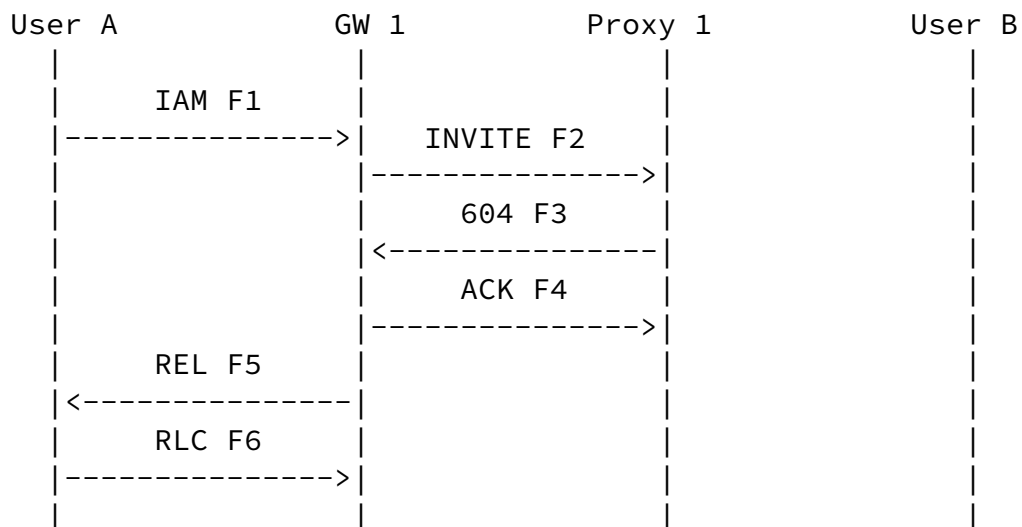 User A GW 1 Proxy 1 User B
IAM F1
INVITE F2
604 F3
ACK F4
REL F5
RLC F6